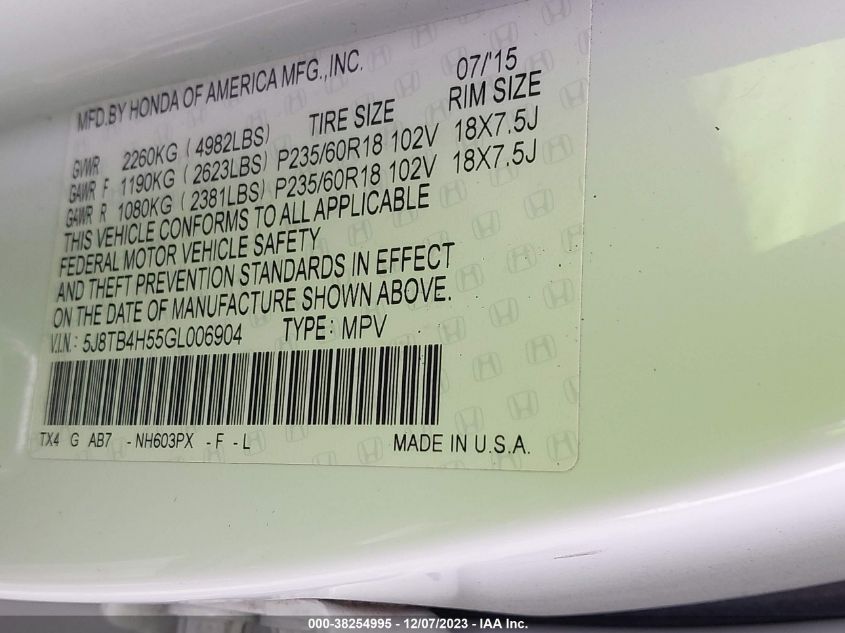 MFD.BY HONDA OF AMERICA MFG.,INC. 07/'15
TIRE SIZE RIM SIZE
GVWR 2260KG ( 4982LBS)
GAWR F 1190KG ( 2623LBS) P235/60R18 102V 18X7.5J
GAWR R 1080KG ( 2381LBS) P235/60R18 102V 18X7.5J
THIS VEHICLE CONFORMS TO ALL APPLICABLE
FEDERAL MOTOR VEHICLE SAFETY
AND THEFT PREVENTION STANDARDS IN EFFECT
ON THE DATE OF MANUFACTURE SHOWN ABOVE.
V.I.N: 5J8TB4H55GL006904 TYPE: MPV
TX4 G AB7 - NH603PX - F - L MADE IN U.S.A.
000-38254995 - 12/07/2023 - IAA Inc.